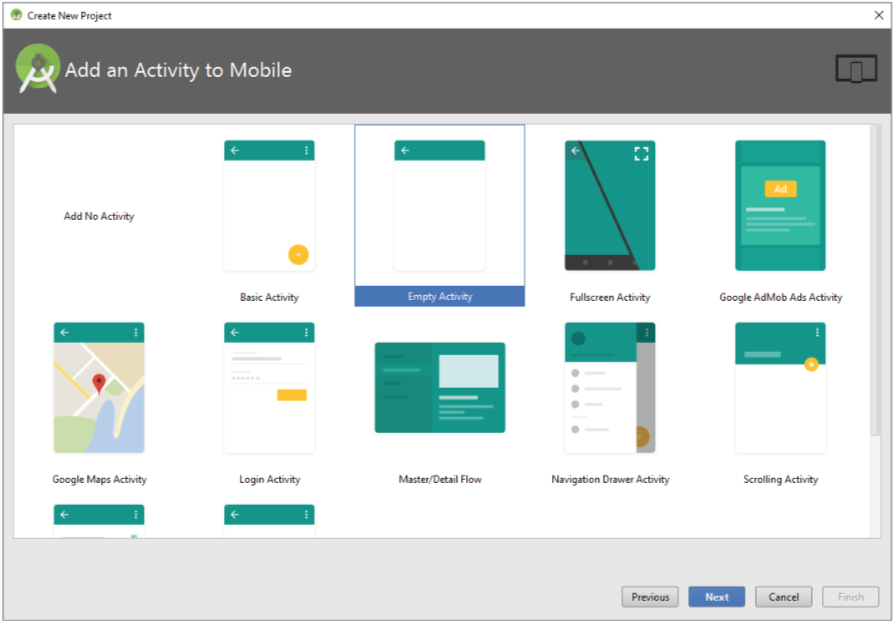 Create New Project
Add an Activity to Mobile
Add No Activity
Basic Activity
Empty Activity
Fullscreen Activity
Ad
Google AdMob Ads Activity
Google Maps Activity
Login Activity
Master/Detail Flow
Navigation Drawer Activity
Scrolling Activity
Previous
Next
Cancel
Finish